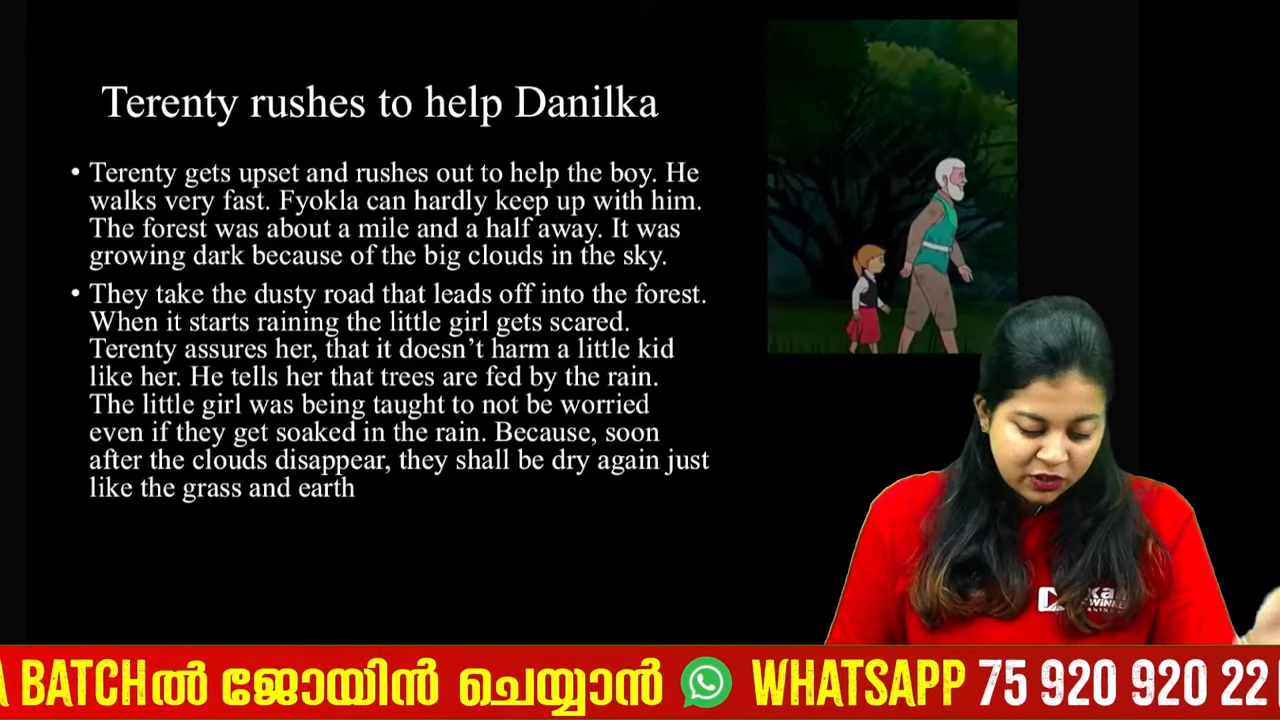 Terenty rushes to help Danilka
• Terenty gets upset and rushes out to help the boy. He
walks very fast. Fyokla can hardly keep up with him.
The forest was about a mile and a half away. It was
growing dark because of the big clouds in the sky.
• They take the dusty road that leads off into the forest.
When it starts raining the little girl gets scared.
Terenty assures her, that it doesn’t harm a little kid
like her. He tells her that trees are fed by the rain.
The little girl was being taught to not be worried
even if they get soaked in the rain. Because, soon
after the clouds disappear, they shall be dry again just
like the grass and earth
A BATCHൽ ജോയിൻ ചെയ്യാൻ WHATSAPP 75 920 920 22